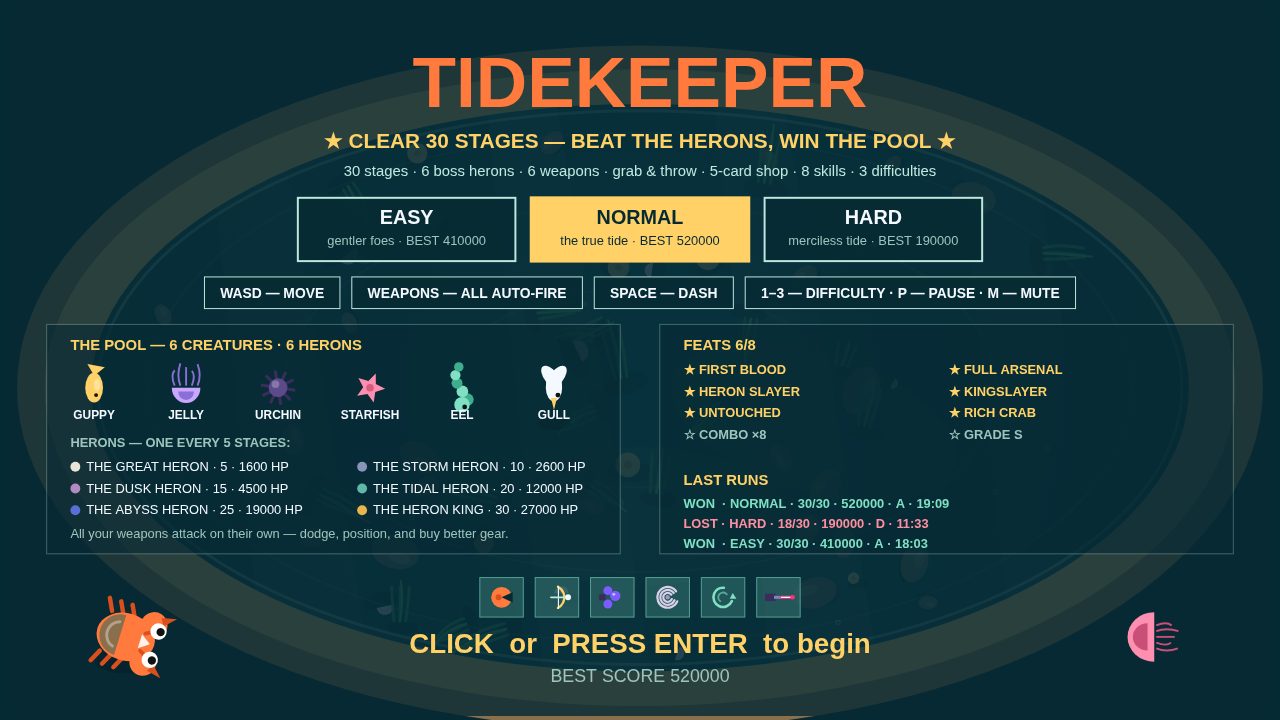 TIDEKEEPER
★ CLEAR 30 STAGES — BEAT THE HERONS, WIN THE POOL ★
30 stages · 6 boss herons · 6 weapons · grab & throw · 5-card shop · 8 skills · 3 difficulties
EASY
gentler foes · BEST 410000
NORMAL
the true tide · BEST 520000
HARD
merciless tide · BEST 190000
WASD — MOVE
WEAPONS — ALL AUTO-FIRE
SPACE — DASH
1–3 — DIFFICULTY · P — PAUSE · M — MUTE
THE POOL — 6 CREATURES · 6 HERONS
GUPPY
JELLY
URCHIN
STARFISH
EEL
GULL
HERONS — ONE EVERY 5 STAGES:
THE GREAT HERON · 5 · 1600 HP
THE STORM HERON · 10 · 2600 HP
THE DUSK HERON · 15 · 4500 HP
THE TIDAL HERON · 20 · 12000 HP
THE ABYSS HERON · 25 · 19000 HP
THE HERON KING · 30 · 27000 HP
All your weapons attack on their own — dodge, position, and buy better gear.
FEATS 6/8
★ FIRST BLOOD
★ FULL ARSENAL
★ HERON SLAYER
★ KINGSLAYER
★ UNTOUCHED
★ RICH CRAB
☆ COMBO ×8
☆ GRADE S
LAST RUNS
WON · NORMAL · 30/30 · 520000 · A · 19:09
LOST · HARD · 18/30 · 190000 · D · 11:33
WON · EASY · 30/30 · 410000 · A · 18:03
CLICK or PRESS ENTER to begin
BEST SCORE 520000